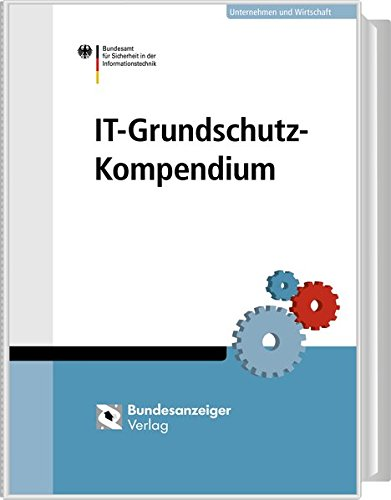 Unternehmen und Wirtschaft
Bundesamt
für Sicherheit in der
Informationstechnik
IT-Grundschutz-
Kompendium
Bundesanzeiger
Verlag